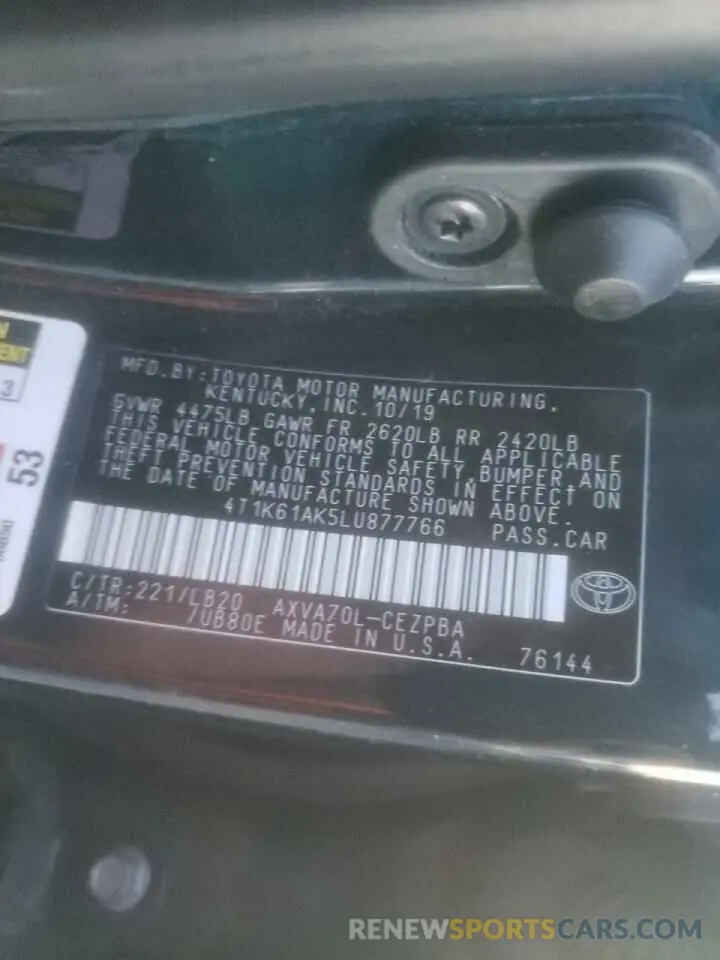 MFD.BY:TOYOTA MOTOR MANUFACTURING,
KENTUCKY,INC.10/19
GVWR 4475LB GAWR FR 2620LB RR 2420LB
THIS VEHICLE CONFORMS TO ALL APPLICABLE
FEDERAL MOTOR VEHICLE SAFETY,BUMPER,AND
THEFT PREVENTION STANDARDS IN EFFECT ON
THE DATE OF MANUFACTURE SHOWN ABOVE.
4T1K61AK5LU877766 PASS.CAR
C/TR:221/LB20 AXVA70L-CEZPBA
A/TM: /UB80E MADE IN U.S.A. 76144
53
RENEWSPORTSCARS.COM